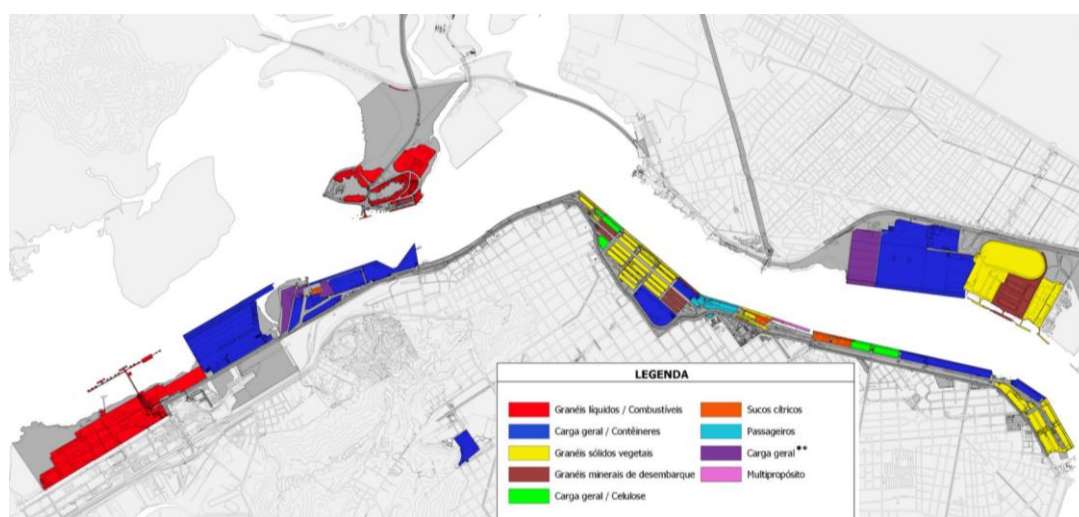 LEGENDA
Granéis líquidos / Combustíveis
Carga geral / Contêineres
Granéis sólidos vegetais
Granéis minerais de desembarque
Carga geral / Celulose
Sucos cítricos
Passageiros
Carga geral **
Multipropósito